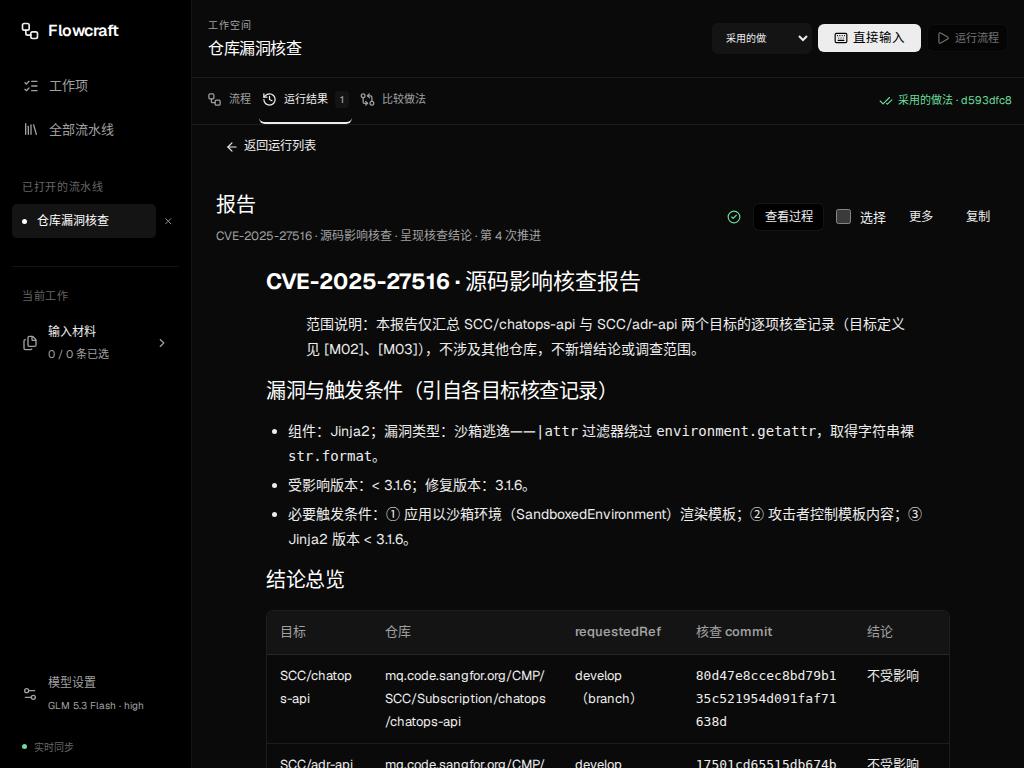 Flowcraft
工作项
全部流水线
已打开的流水线
仓库漏洞核查
当前工作
输入材料
0 / 0 条已选
模型设置
GLM 5.3 Flash · high
实时同步
工作空间
仓库漏洞核查
采用的做
直接输入
运行流程
流程
运行结果 1
比较做法
采用的做法 · d593dfc8
返回运行列表
报告
CVE-2025-27516 · 源码影响核查 · 呈现核查结论 · 第 4 次推进
查看过程
选择
更多
复制
CVE-2025-27516 · 源码影响核查报告
范围说明：本报告仅汇总 SCC/chatops-api 与 SCC/adr-api 两个目标的逐项核查记录（目标定义
见 [M02]、[M03]），不涉及其他仓库，不新增结论或调查范围。
漏洞与触发条件（引自各目标核查记录）
组件：Jinja2；漏洞类型：沙箱逃逸——|attr 过滤器绕过 environment.getattr，取得字符串裸
str.format。
受影响版本：< 3.1.6；修复版本：3.1.6。
必要触发条件：① 应用以沙箱环境（SandboxedEnvironment）渲染模板；② 攻击者控制模板内容；③
Jinja2 版本 < 3.1.6。
结论总览
目标 仓库 requestedRef 核查 commit 结论
SCC/chatop mq.code.sangfor.org/CMP/ develop 80d47e8ccec8bd79b1 不受影响
s-api SCC/Subscription/chatops （branch） 35c521954d091faf71
/chatops-api 638d
SCC/adr-api mq.code.sangfor.org/CMP/ develop 17501cd65515db674b 不受影响